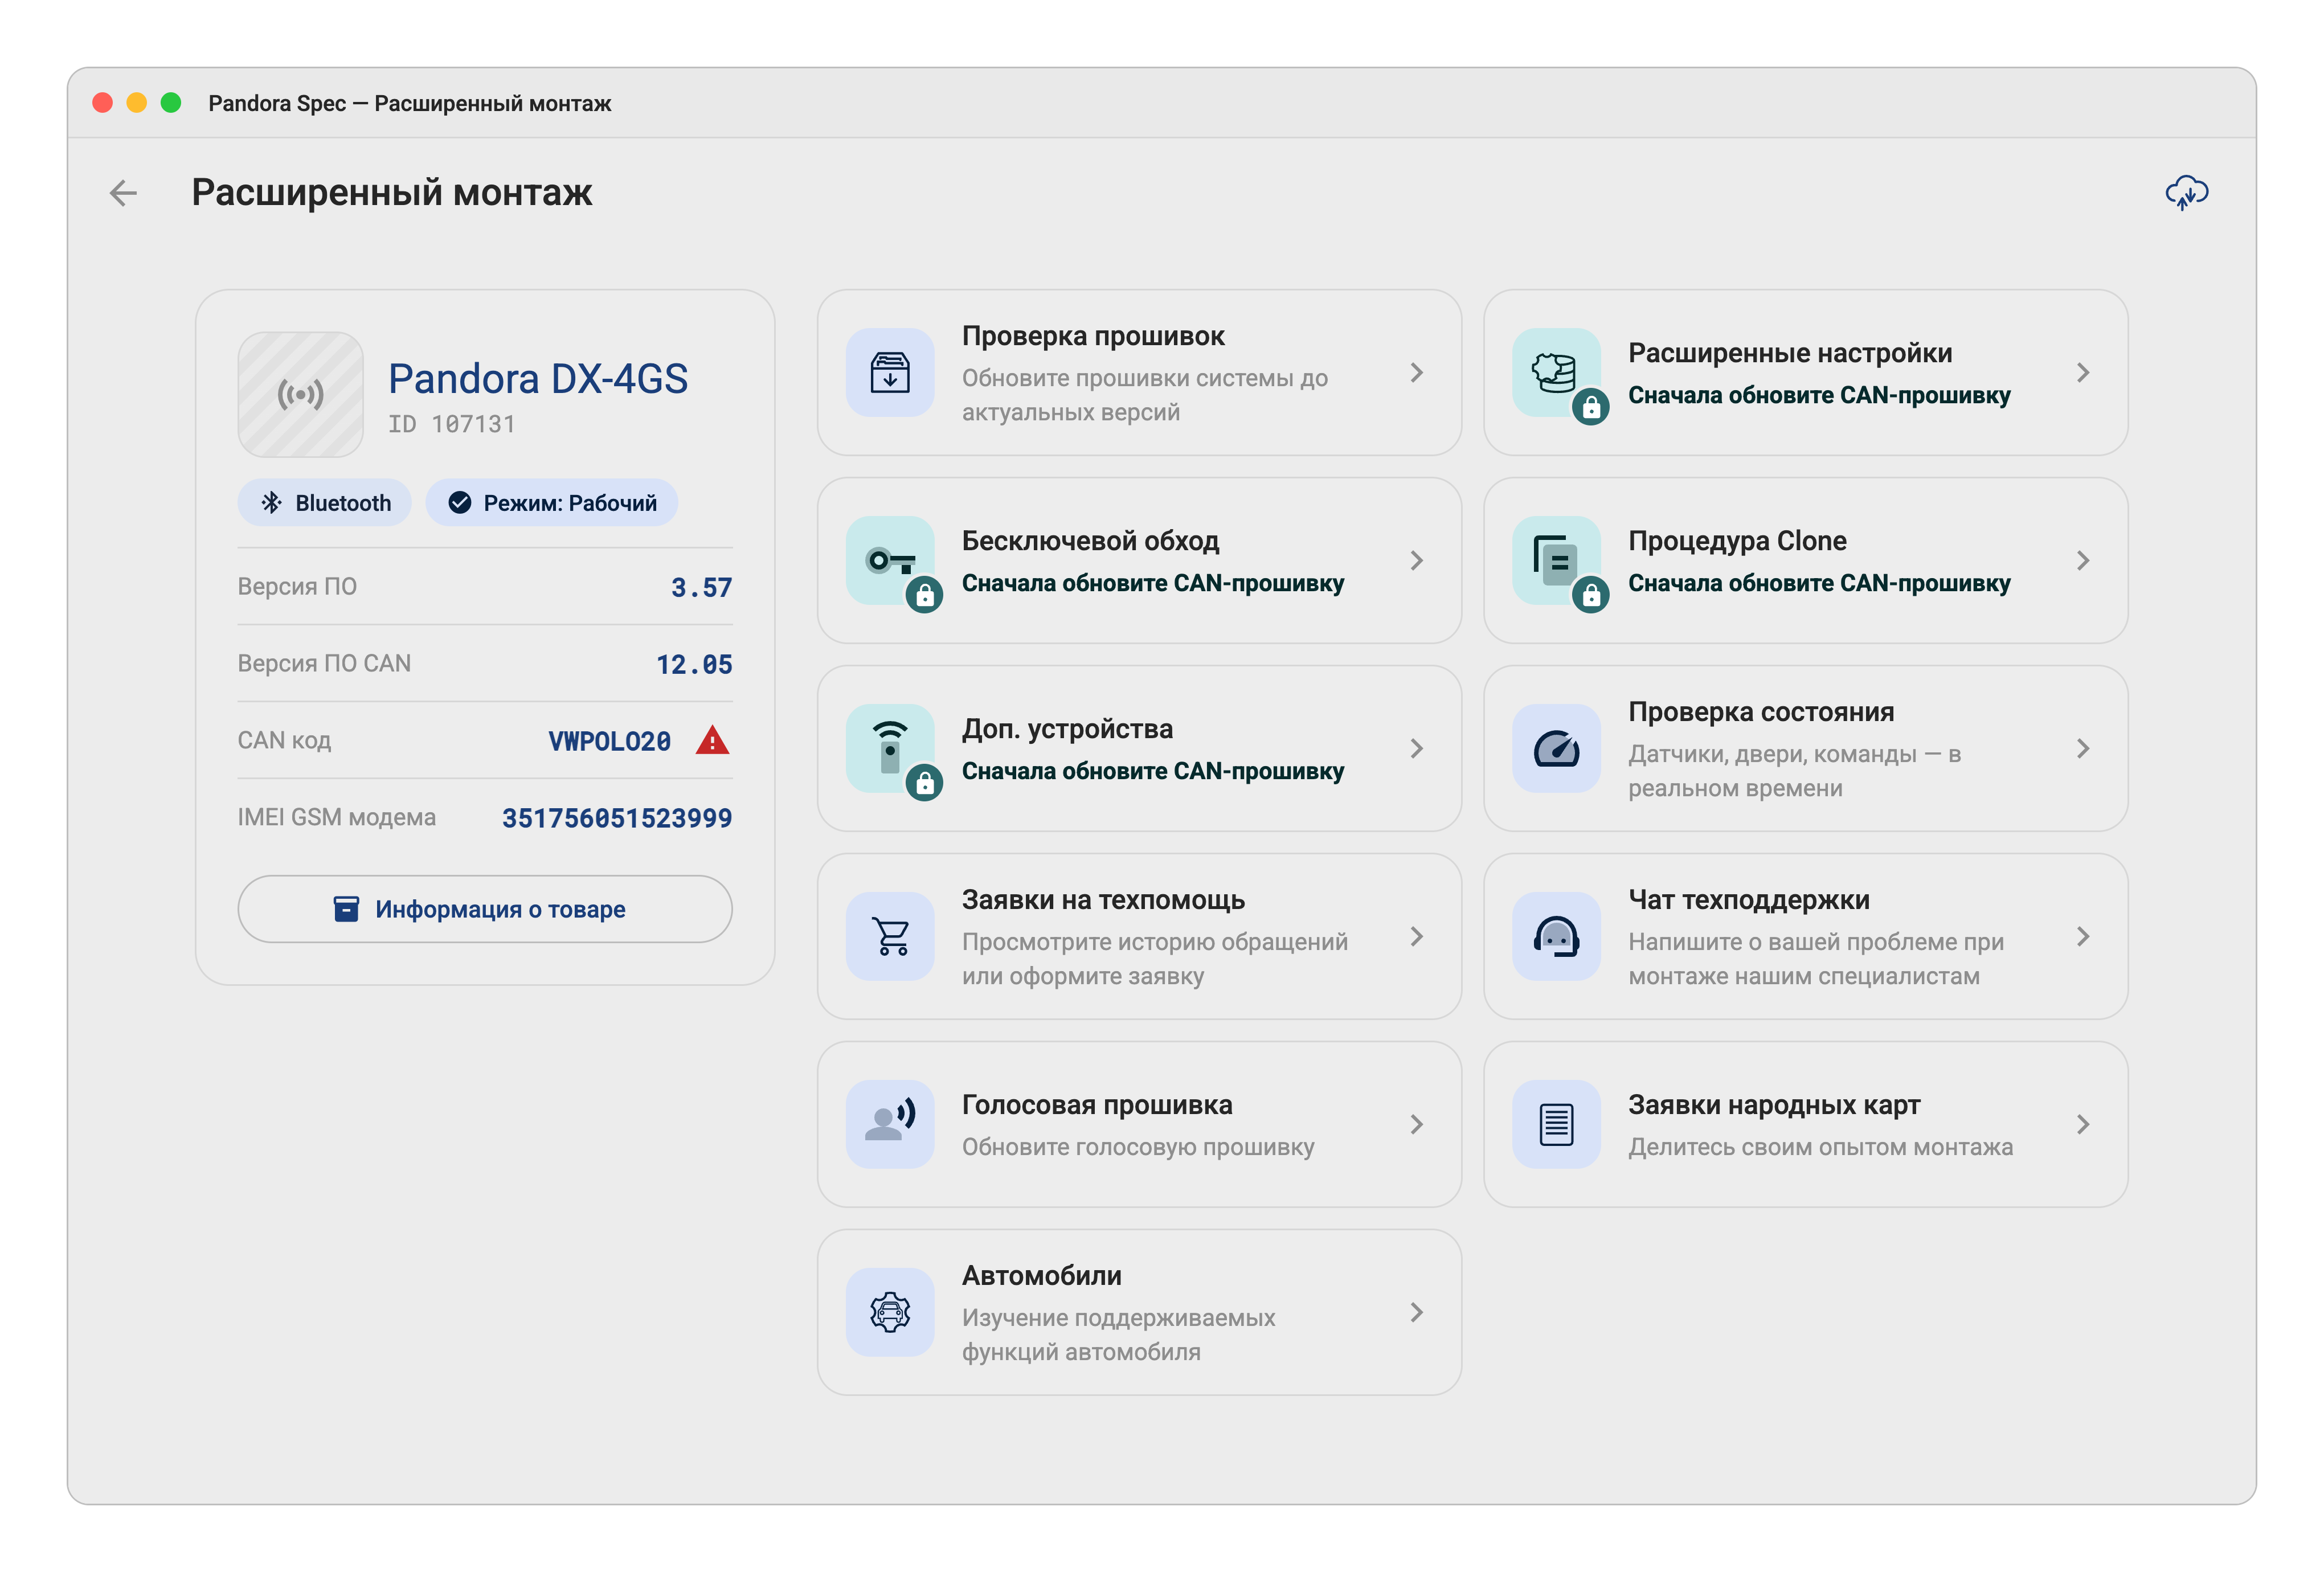 Pandora Spec — Расширенный монтаж
Расширенный монтаж
Pandora DX-4GS
ID 107131
Bluetooth
Режим: Рабочий
Версия ПО
3.57
Версия ПО CAN
12.05
CAN код
VWPOLO20
IMEI GSM модема
351756051523999
Информация о товаре
Проверка прошивок
Обновите прошивки системы до
актуальных версий
Расширенные настройки
Сначала обновите CAN-прошивку
Бесключевой обход
Сначала обновите CAN-прошивку
Процедура Clone
Сначала обновите CAN-прошивку
Доп. устройства
Сначала обновите CAN-прошивку
Проверка состояния
Датчики, двери, команды — в
реальном времени
Заявки на техпомощь
Просмотрите историю обращений
или оформите заявку
Чат техподдержки
Напишите о вашей проблеме при
монтаже нашим специалистам
Голосовая прошивка
Обновите голосовую прошивку
Заявки народных карт
Делитесь своим опытом монтажа
Автомобили
Изучение поддерживаемых
функций автомобиля